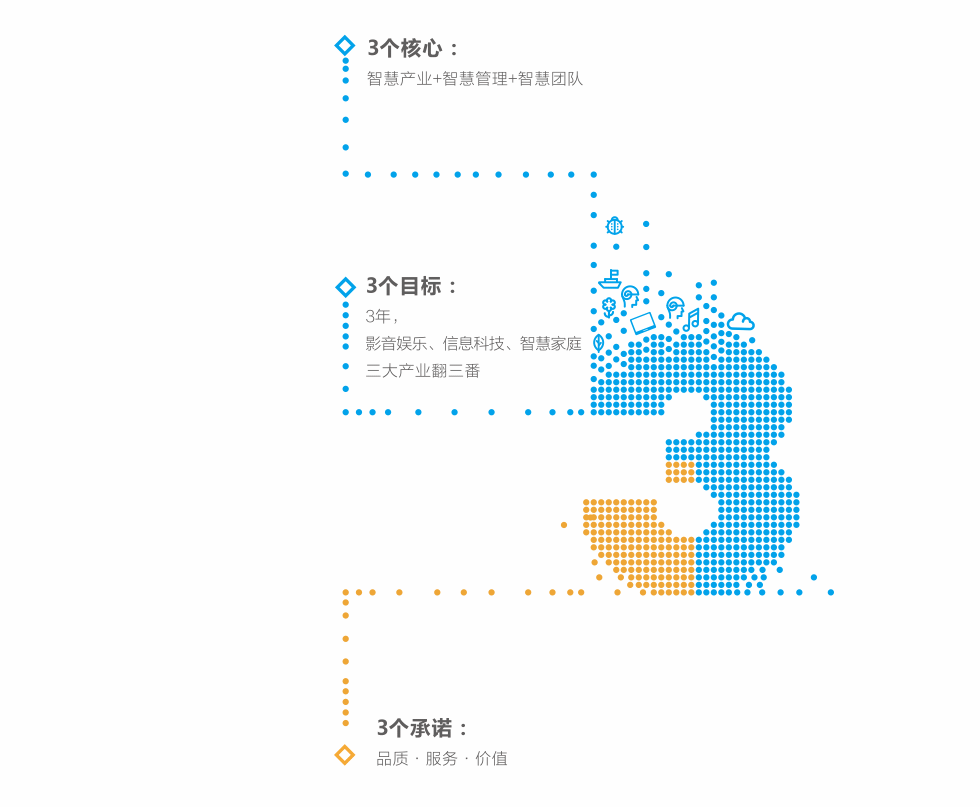 3个核心：
智慧产业+智慧管理+智慧团队
3个目标：
3年，
影音娱乐、信息科技、智慧家庭
三大产业翻三番
3
3个承诺：
品质·服务·价值